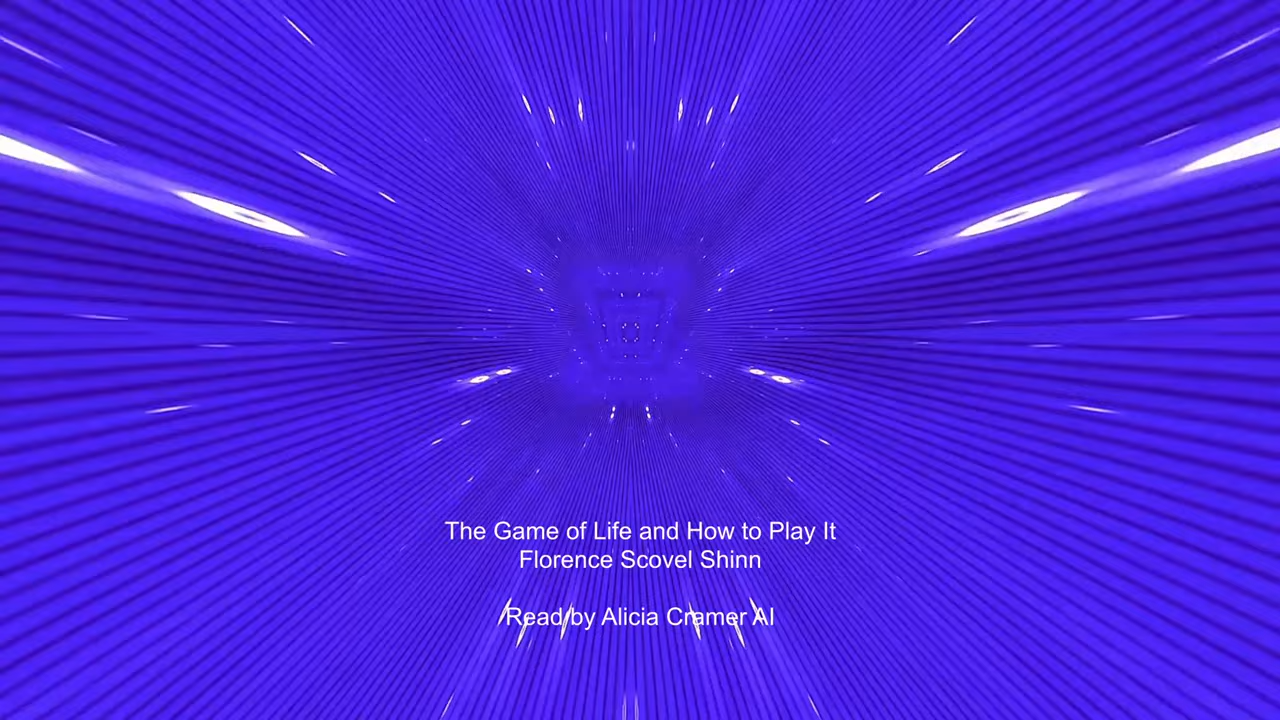 The Game of Life and How to Play It
Florence Scovel Shinn
Read by Alicia Cramer AI